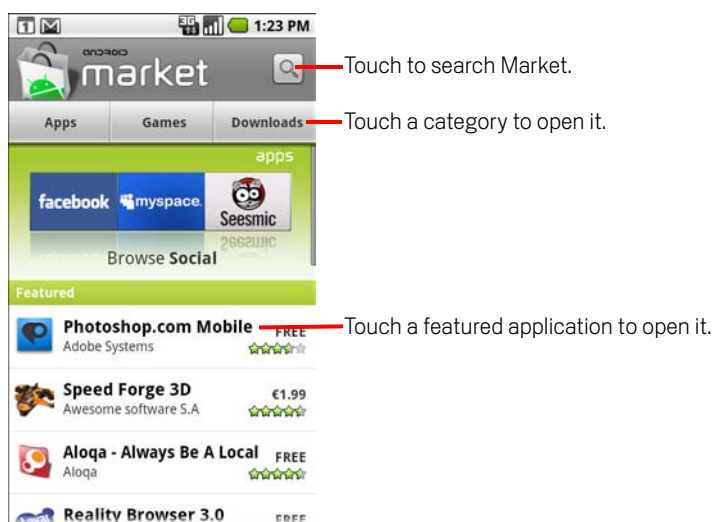 1 3G 1:23 PM
ANDROID
market
Touch to search Market.
Apps Games Downloads
Touch a category to open it.
apps
facebook myspace. Seesmic
Browse Social
Featured
Photoshop.com Mobile FREE
Touch a featured application to open it.
Adobe Systems
Speed Forge 3D €1.99
Awesome software S.A
Aloqa - Always Be A Local FREE
Aloqa
Reality Browser 3.0 FREE